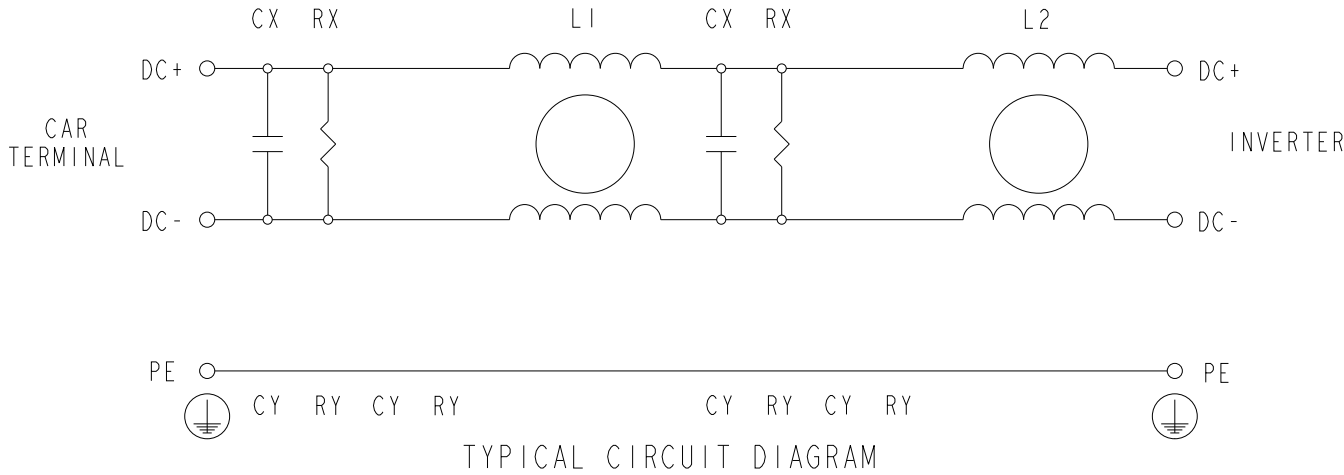 CX RX L1 CX RX L2
DC+ DC+
CAR
TERMINAL
INVERTER
DC- DC-
PE PE
CY RY CY RY CY RY CY RY
TYPICAL CIRCUIT DIAGRAM